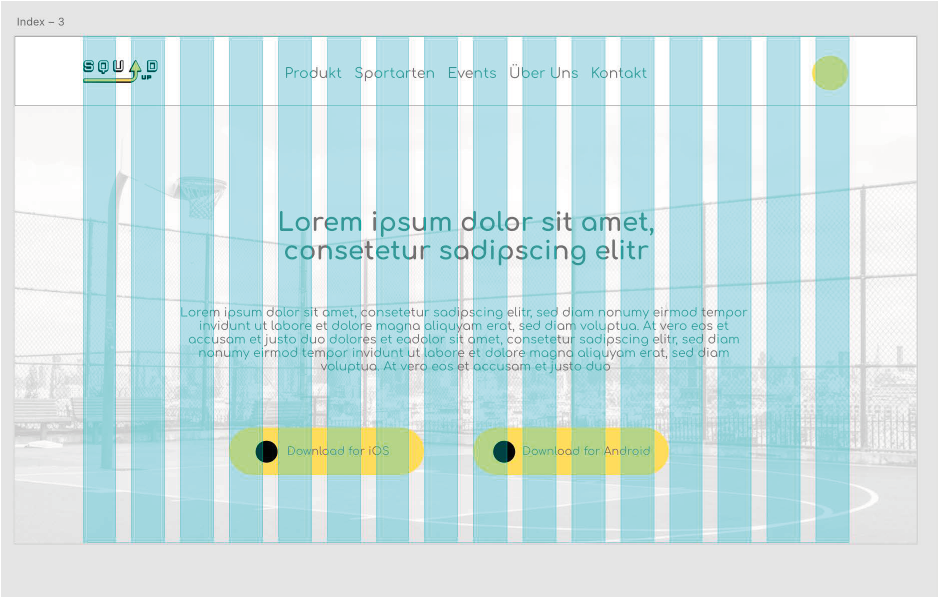 Index – 3
SQUAD
UP
Produkt Sportarten Events Über Uns Kontakt
Lorem ipsum dolor sit amet,
consetetur sadipscing elitr
Lorem ipsum dolor sit amet, consetetur sadipscing elitr, sed diam nonumy eirmod tempor
invidunt ut labore et dolore magna aliquyam erat, sed diam voluptua. At vero eos et
accusam et justo duo dolores et eadolor sit amet, consetetur sadipscing elitr, sed diam
nonumy eirmod tempor invidunt ut labore et dolore magna aliquyam erat, sed diam
voluptua. At vero eos et accusam et justo duo
Download for iOS
Download for Android